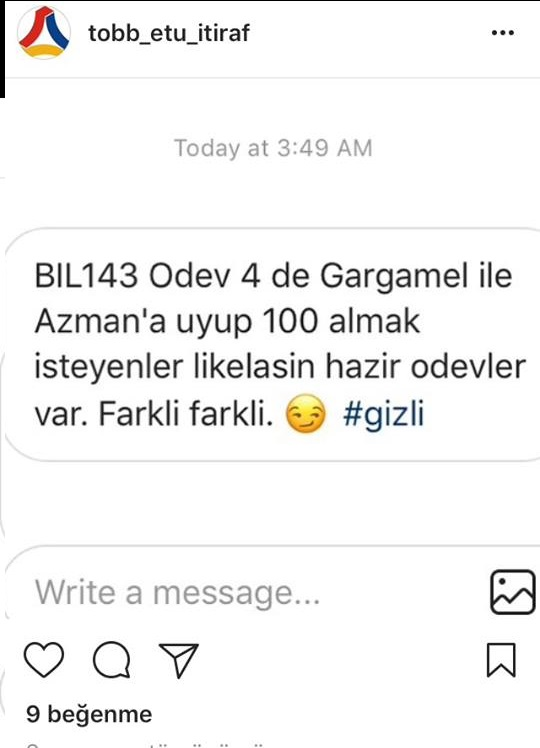 tobb_etu_itiraf
Today at 3:49 AM
BIL143 Odev 4 de Gargamel ile
Azman'a uyup 100 almak
isteyenler likelasin hazir odevler
var. Farkli farkli. 😏 #gizli
Write a message...
9 beğenme